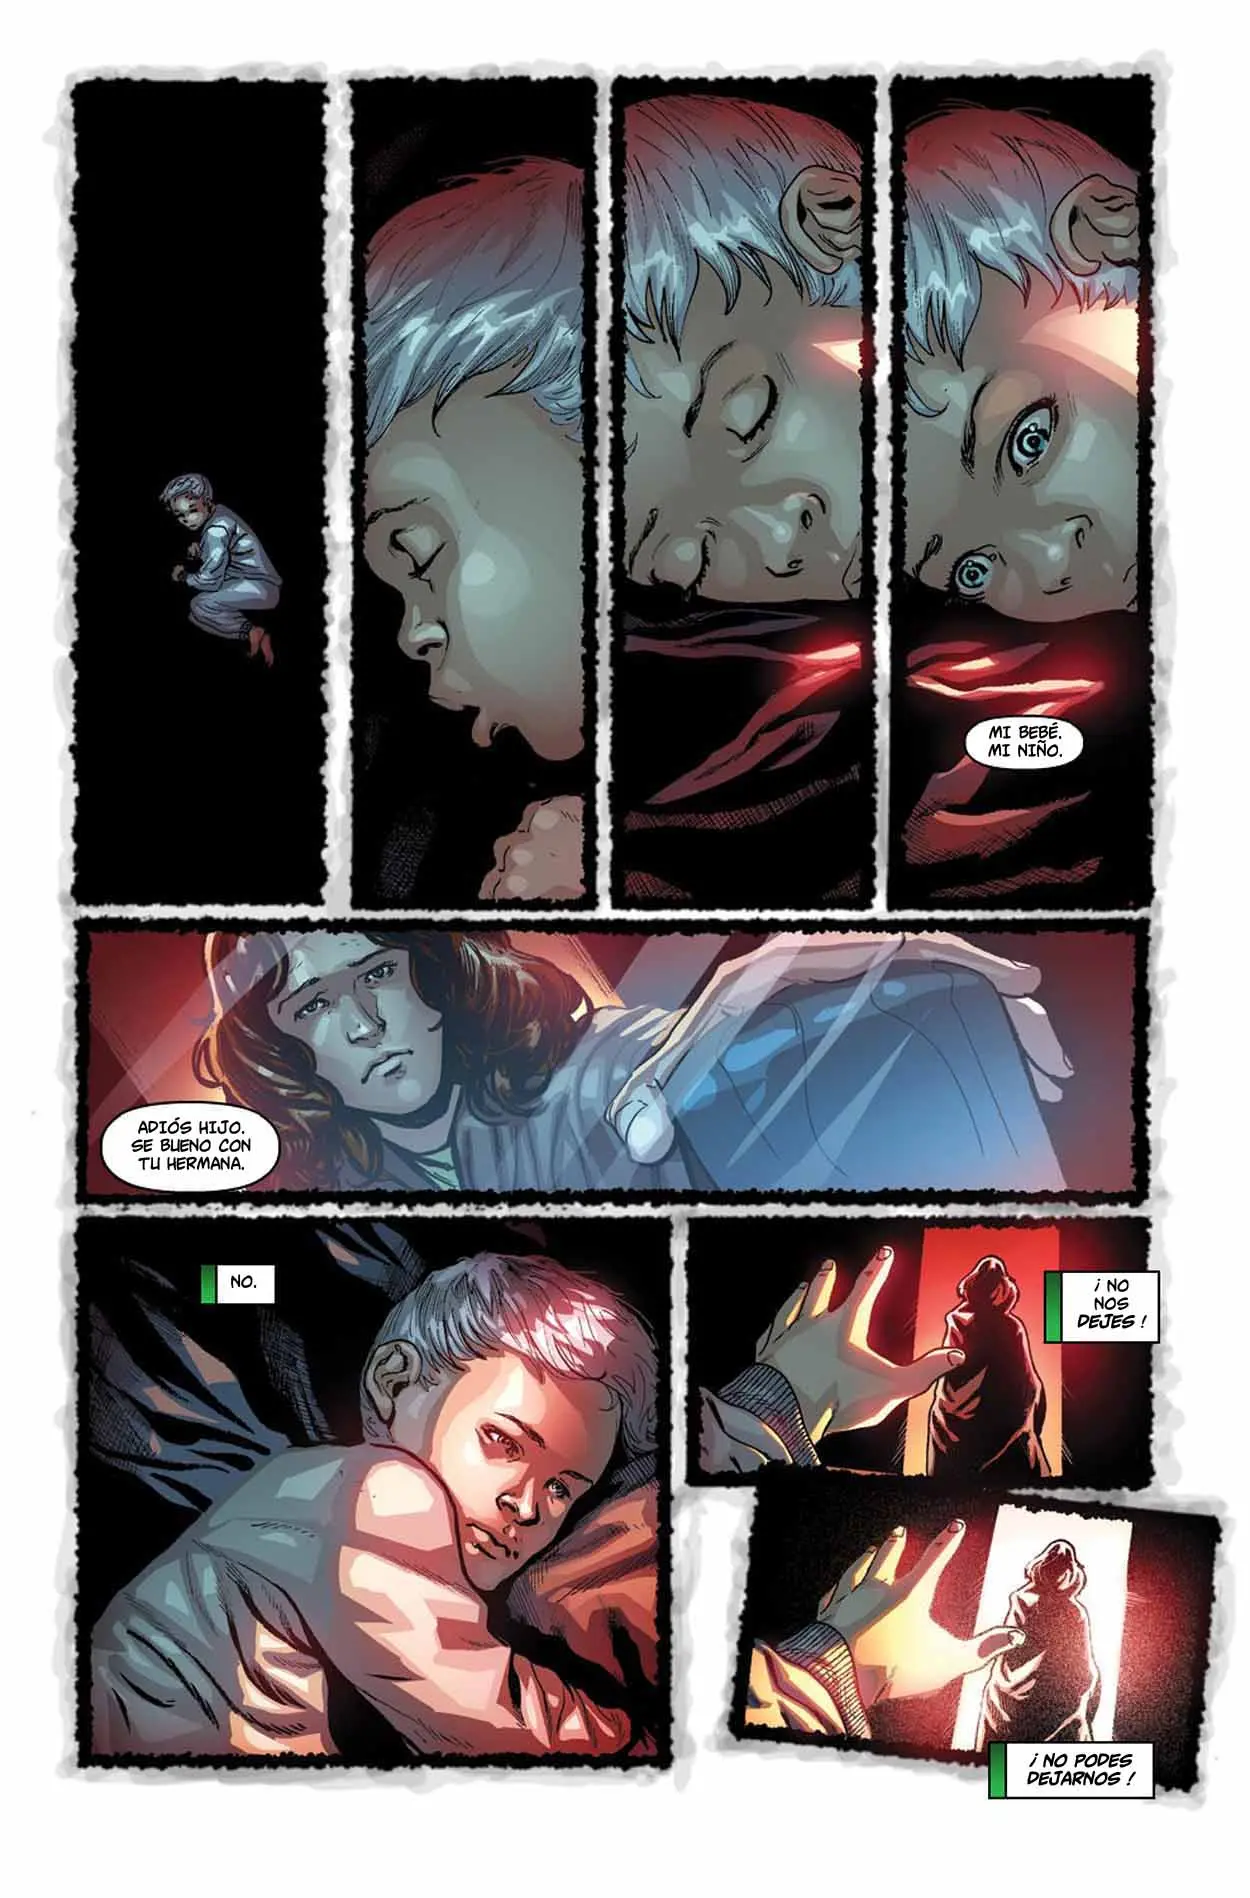 MI BEBÉ.
MI NIÑO.
ADIÓS HIJO.
SE BUENO CON
TU HERMANA.
NO.
¡ NO
NOS
DEJES !
¡ NO PODES
DEJARNOS !